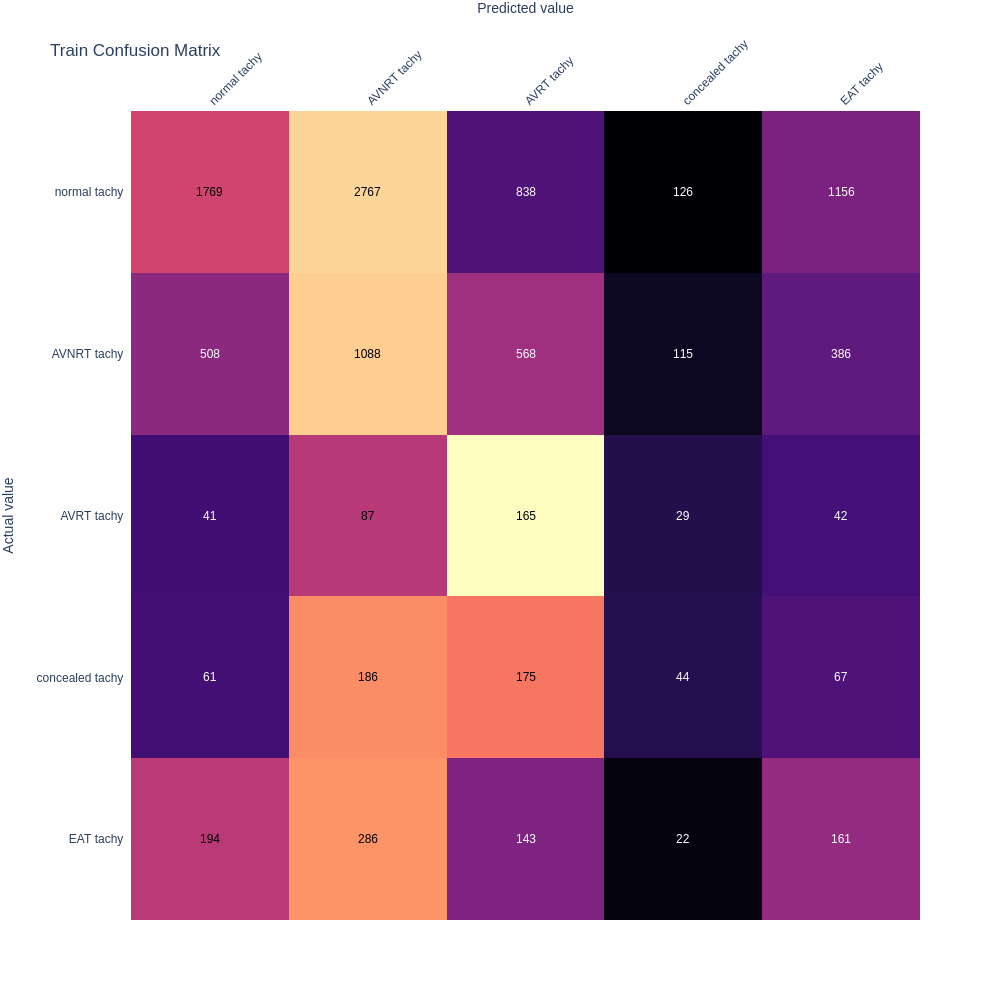 Predicted value
Train Confusion Matrix
normal tachy
AVNRT tachy
AVRT tachy
concealed tachy
EAT tachy
Actual value
normal tachy 1769 2767 838 126 1156
AVNRT tachy 508 1088 568 115 386
AVRT tachy 41 87 165 29 42
concealed tachy 61 186 175 44 67
EAT tachy 194 286 143 22 161